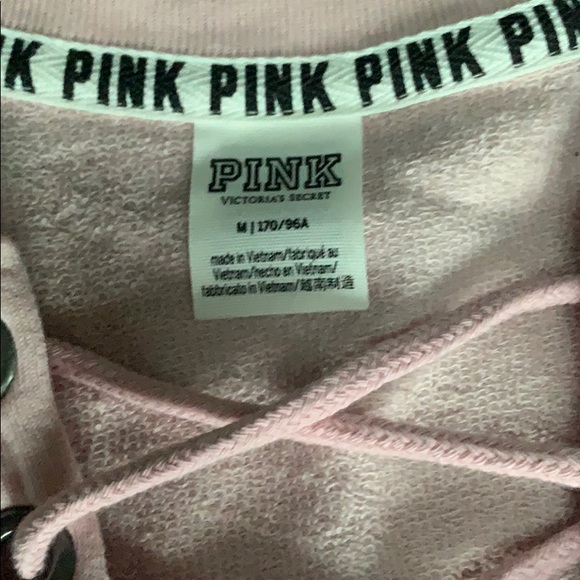 K PINK PINK PINK PIN
PINK
VICTORIA'S SECRET
M | 170/96A
made in Vietnam/fabriqué au
Vietnam/hecho en Vietnam/
fabbricato in Vietnam/越南制造